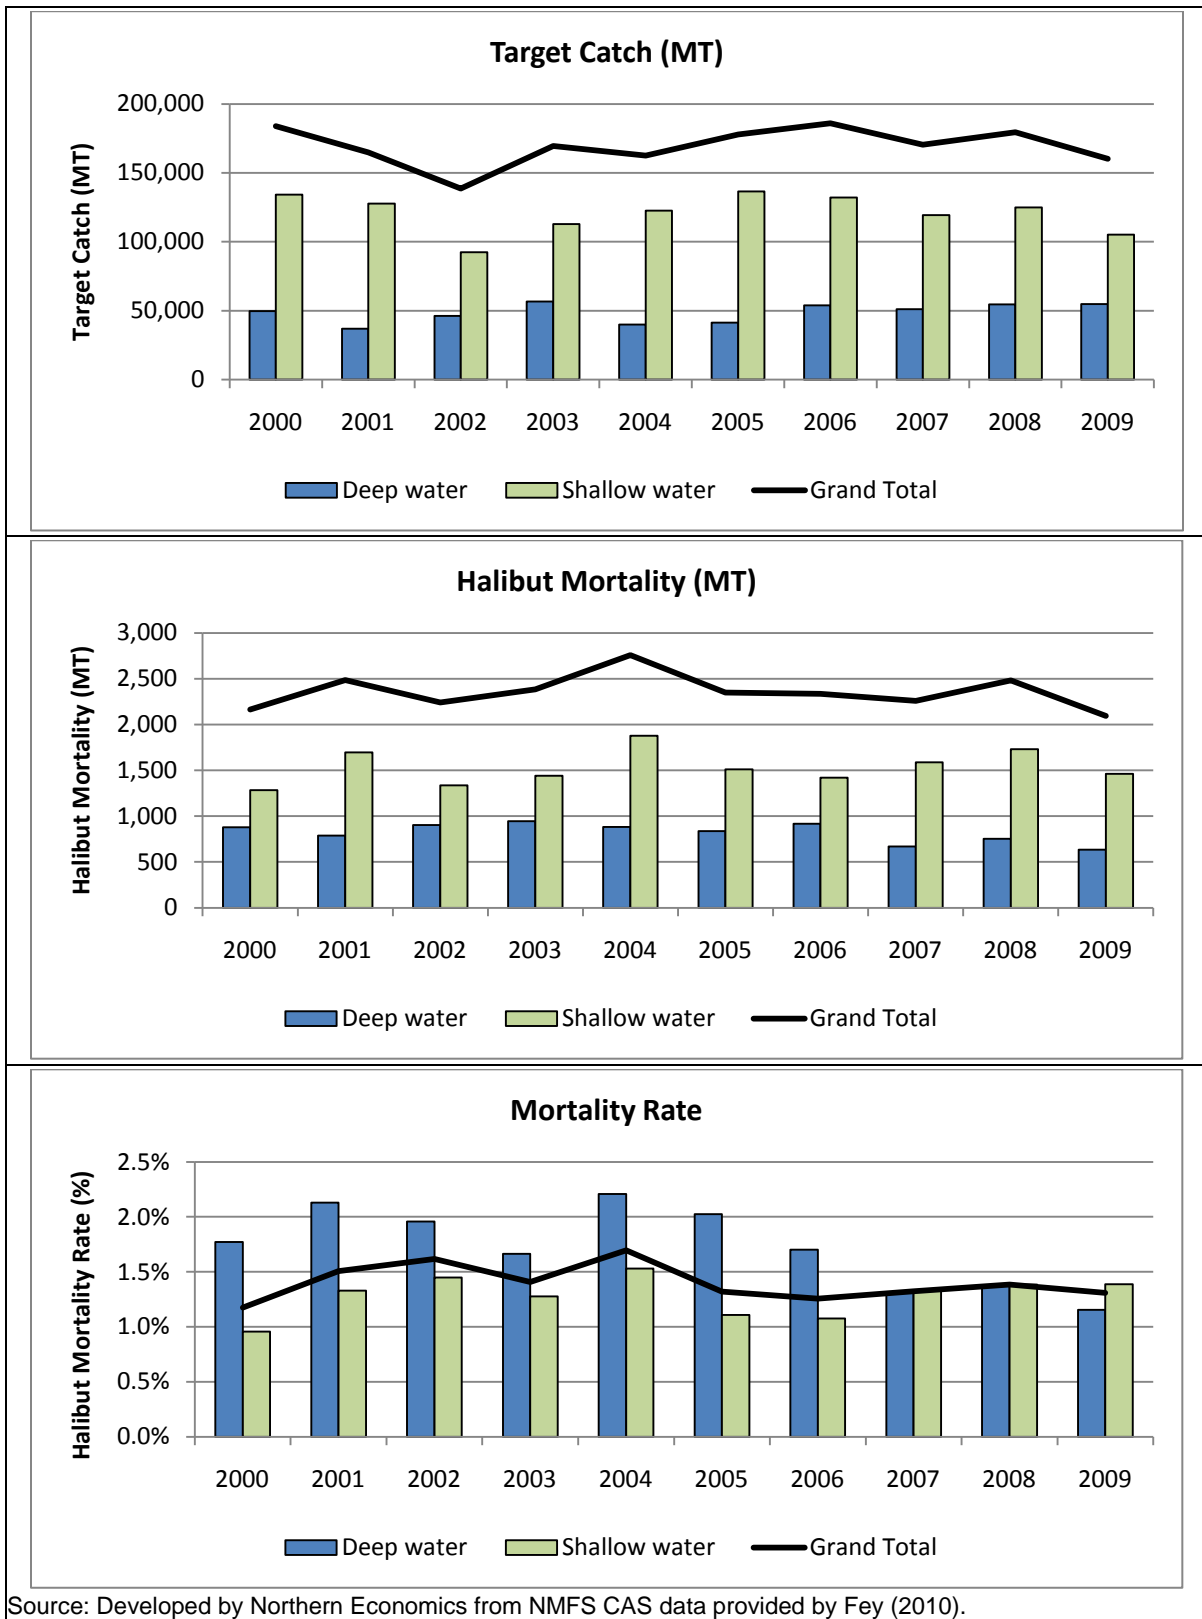 Target Catch (MT)
Target Catch (MT)
200,000
150,000
100,000
50,000
0
2000 2001 2002 2003 2004 2005 2006 2007 2008 2009
Deep water Shallow water Grand Total
Halibut Mortality (MT)
Halibut Mortality (MT)
3,000
2,500
2,000
1,500
1,000
500
0
2000 2001 2002 2003 2004 2005 2006 2007 2008 2009
Deep water Shallow water Grand Total
Mortality Rate
Halibut Mortality Rate (%)
2.5%
2.0%
1.5%
1.0%
0.5%
0.0%
2000 2001 2002 2003 2004 2005 2006 2007 2008 2009
Deep water Shallow water Grand Total
Source: Developed by Northern Economics from NMFS CAS data provided by Fey (2010).